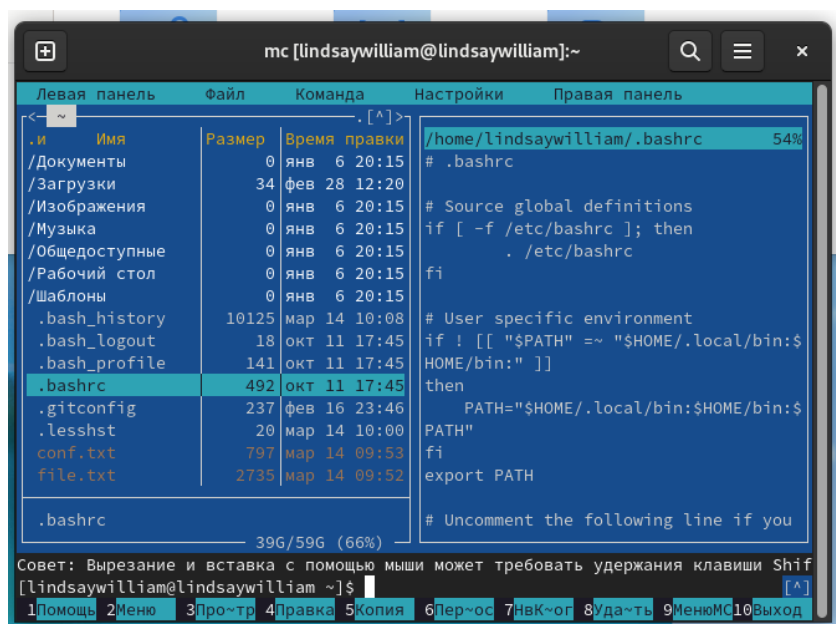 mc [lindsaywilliam@lindsaywilliam]:~
Левая панель Файл Команда Настройки Правая панель
<─ ~ .[^]>
.и Имя Размер Время правки
/Документы 0 янв 6 20:15
/Загрузки 34 фев 28 12:20
/Изображения 0 янв 6 20:15
/Музыка 0 янв 6 20:15
/Общедоступные 0 янв 6 20:15
/Рабочий стол 0 янв 6 20:15
/Шаблоны 0 янв 6 20:15
.bash_history 10125 мар 14 10:08
.bash_logout 18 окт 11 17:45
.bash_profile 141 окт 11 17:45
.bashrc 492 окт 11 17:45
.gitconfig 237 фев 16 23:46
.lesshst 20 мар 14 10:00
conf.txt 797 мар 14 09:53
file.txt 2735 мар 14 09:52
.bashrc
39G/59G (66%)
/home/lindsaywilliam/.bashrc 54%
# .bashrc
# Source global definitions
if [ -f /etc/bashrc ]; then
. /etc/bashrc
fi
# User specific environment
if ! [[ "$PATH" =~ "$HOME/.local/bin:$
HOME/bin:" ]]
then
PATH="$HOME/.local/bin:$HOME/bin:$
PATH"
fi
export PATH
# Uncomment the following line if you
Совет: Вырезание и вставка с помощью мыши может требовать удержания клавиши Shif
[lindsaywilliam@lindsaywilliam ~]$ [^]
1Помощь 2Меню 3Про~тр 4Правка 5Копия 6Пер~ос 7НвК~ог 8Уда~ть 9МенюМС 10Выход